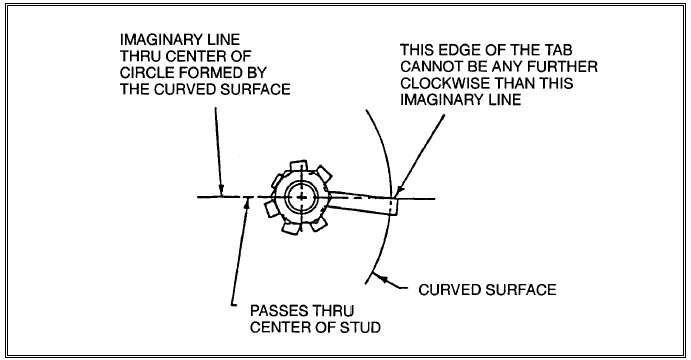 IMAGINARY LINE
THRU CENTER OF
CIRCLE FORMED BY
THE CURVED SURFACE
THIS EDGE OF THE TAB
CANNOT BE ANY FURTHER
CLOCKWISE THAN THIS
IMAGINARY LINE
CURVED SURFACE
PASSES THRU
CENTER OF STUD